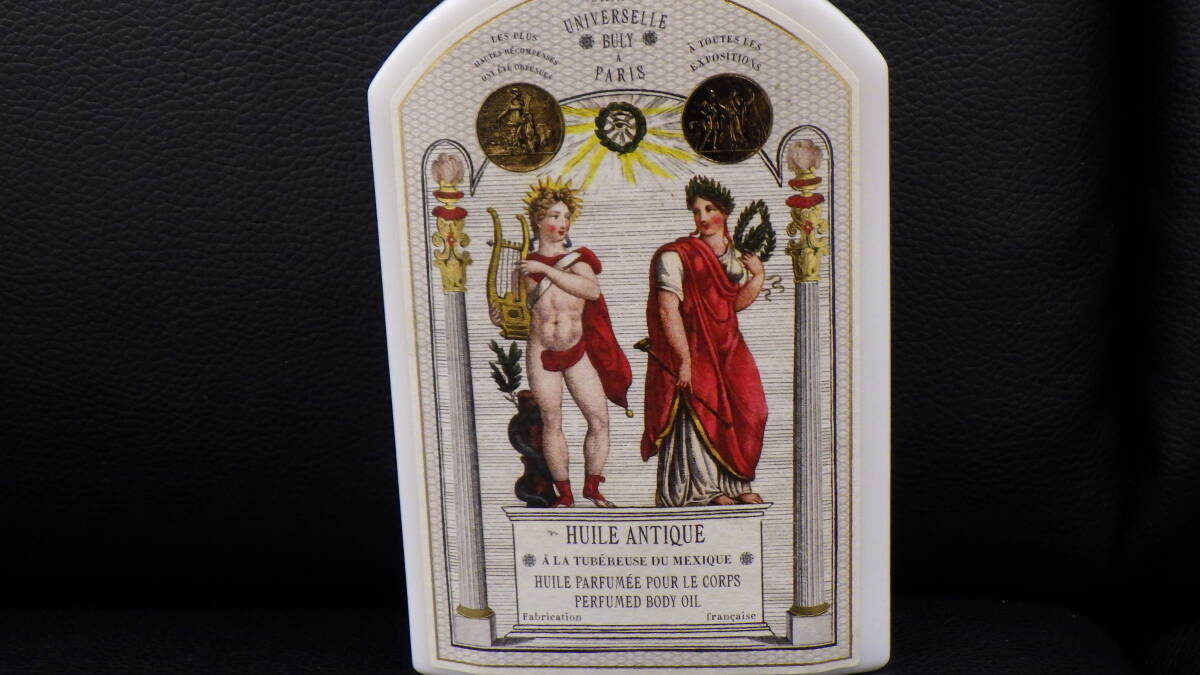 UNIVERSELLE
BULY
À
PARIS
LES PLUS
HAUTES RÉCOMPENSES
ONT ÉTÉ OBTENUES
À TOUTES LES
EXPOSITIONS
HUILE ANTIQUE
À LA TUBÉREUSE DU MEXIQUE
HUILE PARFUMÉE POUR LE CORPS
PERFUMED BODY OIL
Fabrication française